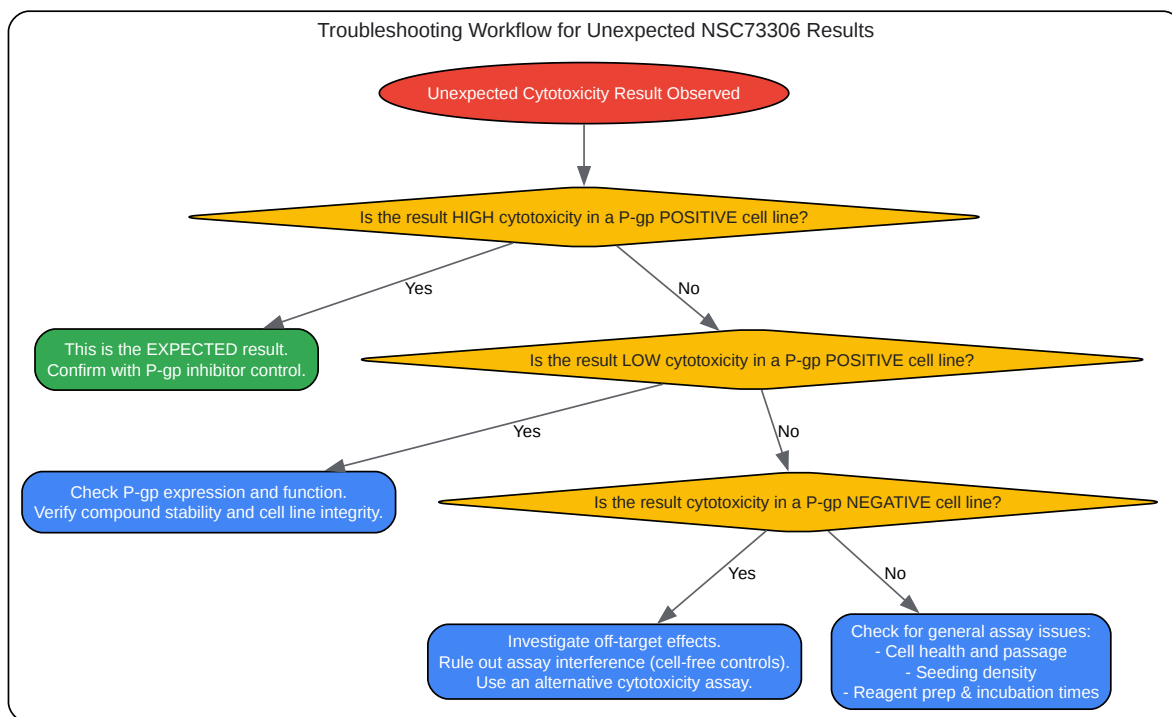 Troubleshooting Workflow for Unexpected NSC73306 Results
Unexpected Cytotoxicity Result Observed
Is the result HIGH cytotoxicity in a P-gp POSITIVE cell line?
Yes
No
This is the EXPECTED result.
Confirm with P-gp inhibitor control.
Is the result LOW cytotoxicity in a P-gp POSITIVE cell line?
Yes
No
Check P-gp expression and function.
Verify compound stability and cell line integrity.
Is the result cytotoxicity in a P-gp NEGATIVE cell line?
Yes
No
Investigate off-target effects.
Rule out assay interference (cell-free controls).
Use an alternative cytotoxicity assay.
Check for general assay issues:
- Cell health and passage
- Seeding density
- Reagent prep & incubation times